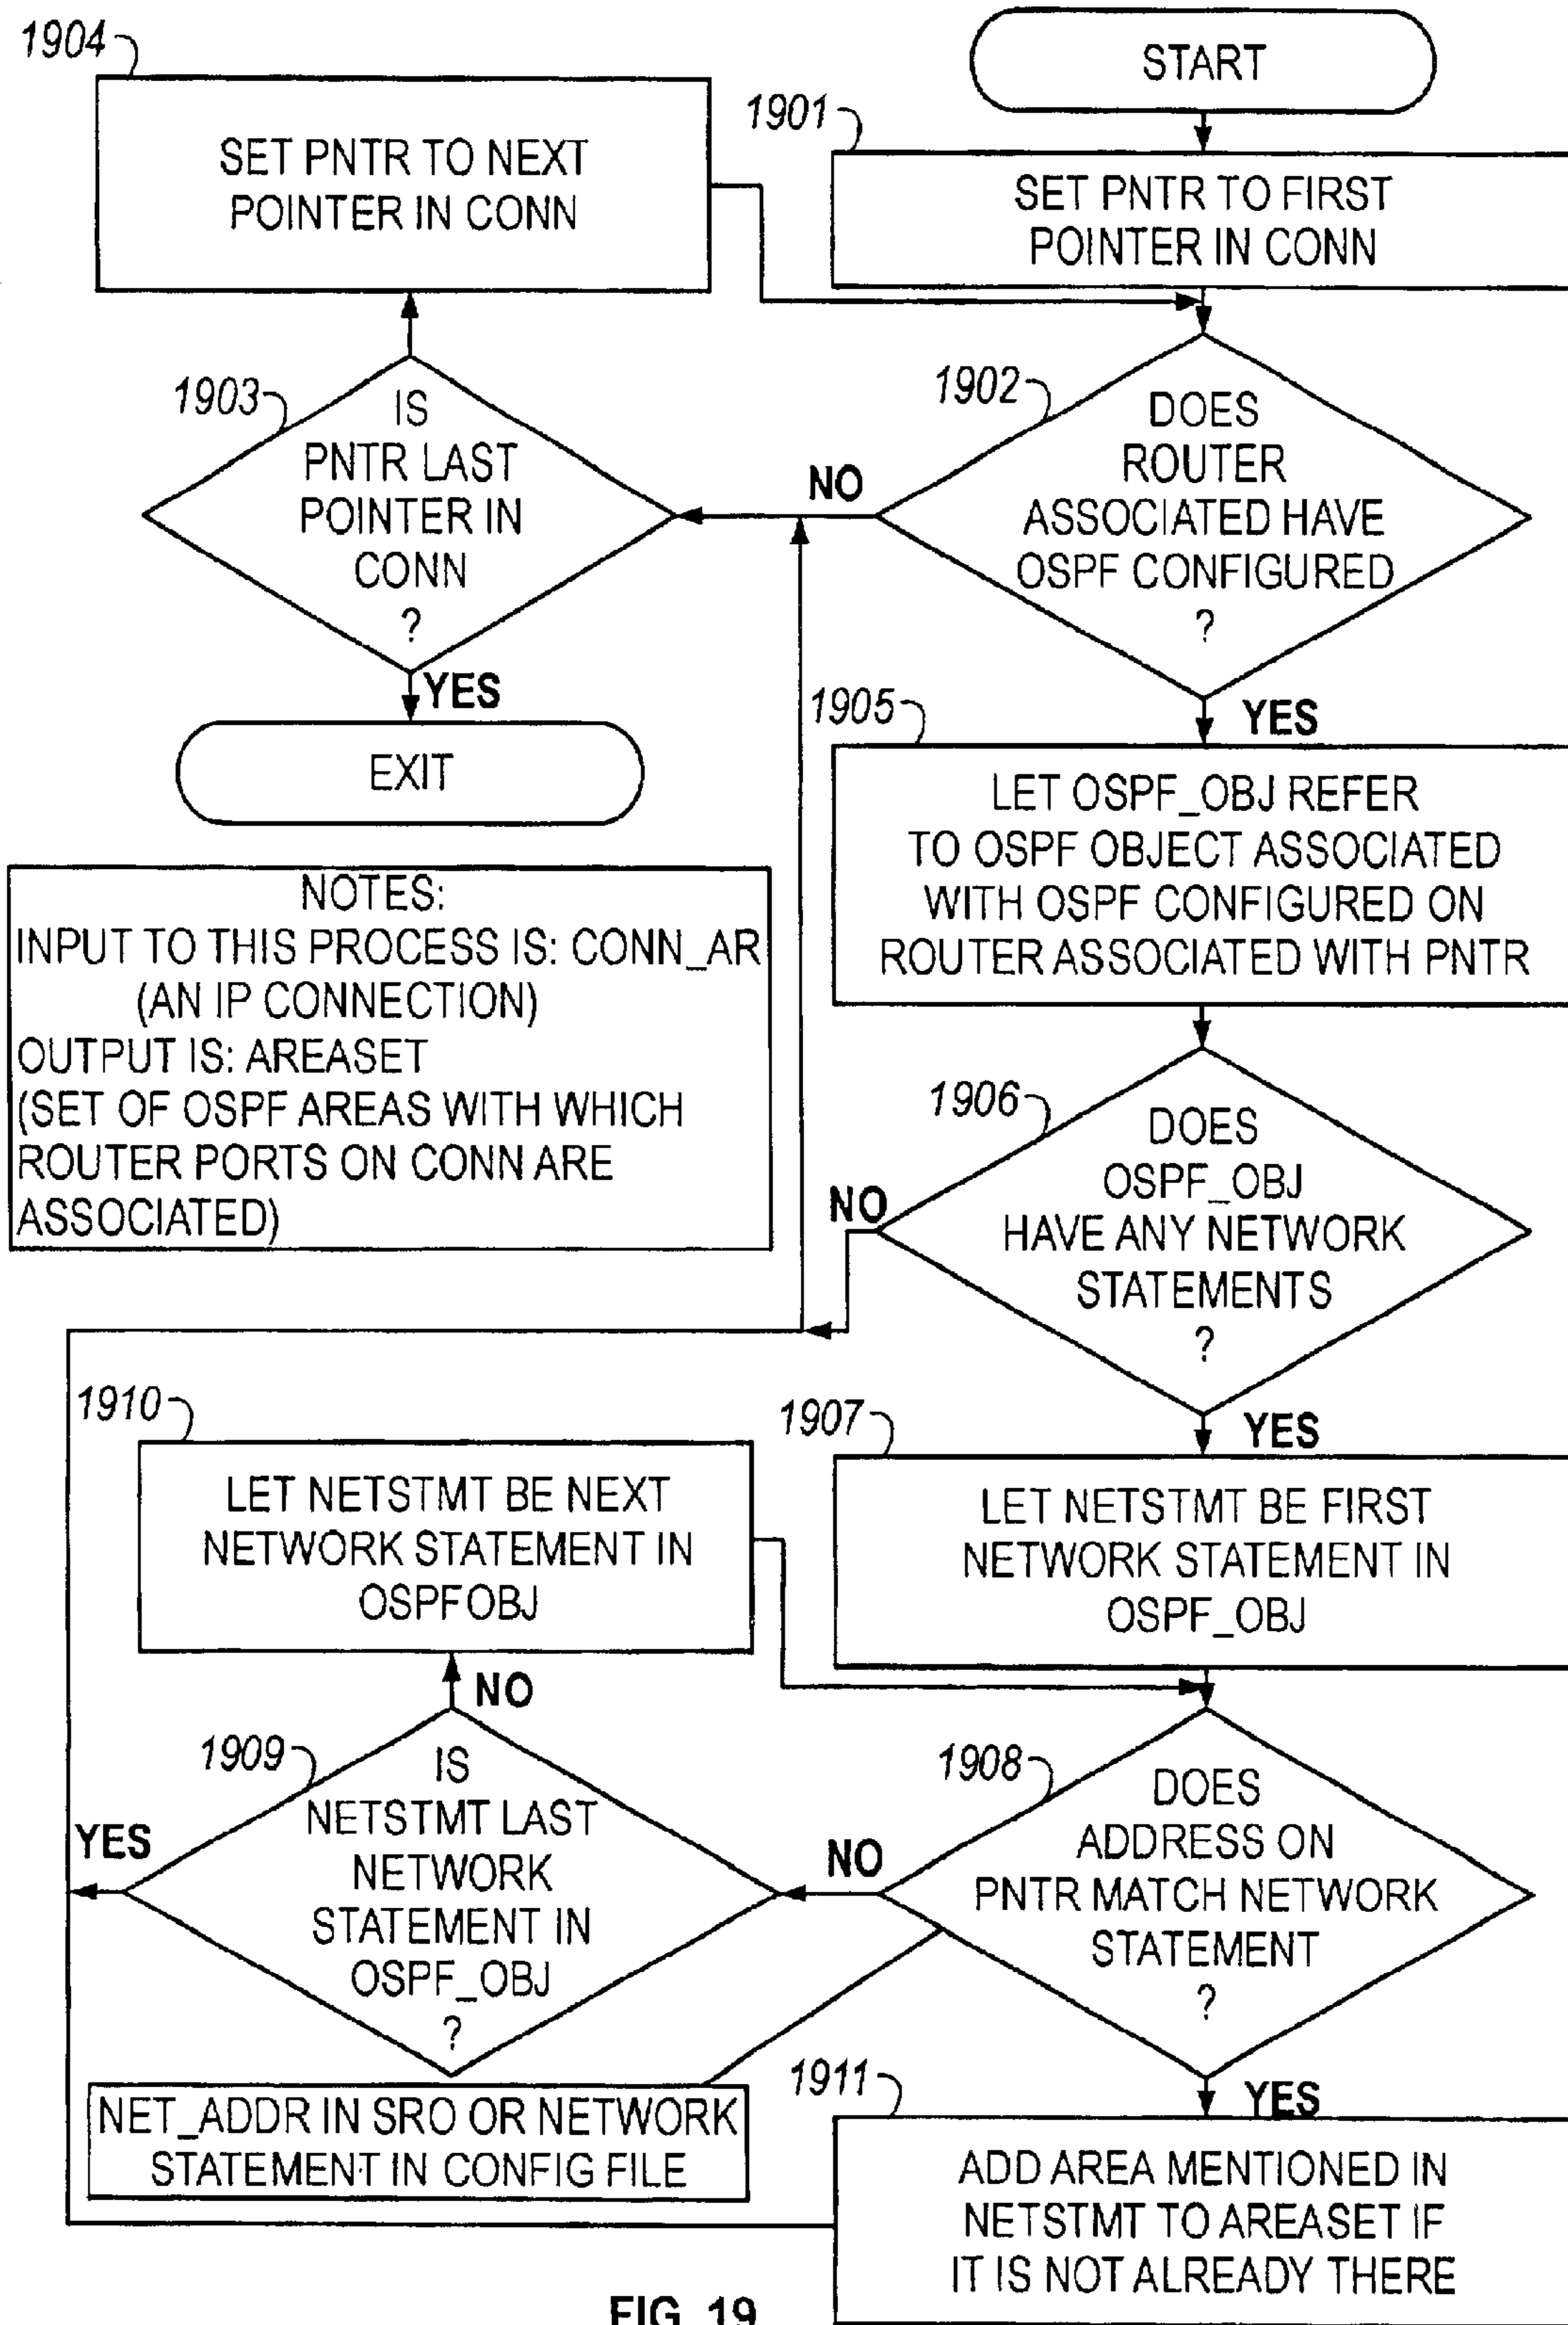 START
1901
SET PNTR TO FIRST
POINTER IN CONN
1904
SET PNTR TO NEXT
POINTER IN CONN
1902
DOES
ROUTER
ASSOCIATED HAVE
OSPF CONFIGURED
?
NO
YES
1903
IS
PNTR LAST
POINTER IN
CONN
?
YES
EXIT
1905
LET OSPF_OBJ REFER
TO OSPF OBJECT ASSOCIATED
WITH OSPF CONFIGURED ON
ROUTER ASSOCIATED WITH PNTR
NOTES:
INPUT TO THIS PROCESS IS: CONN_AR
(AN IP CONNECTION)
OUTPUT IS: AREASET
(SET OF OSPF AREAS WITH WHICH
ROUTER PORTS ON CONN ARE
ASSOCIATED)
1906
DOES
OSPF_OBJ
HAVE ANY NETWORK
STATEMENTS
?
NO
YES
1907
LET NETSTMT BE FIRST
NETWORK STATEMENT IN
OSPF_OBJ
1910
LET NETSTMT BE NEXT
NETWORK STATEMENT IN
OSPFOBJ
NO
1909
IS
NETSTMT LAST
NETWORK
STATEMENT IN
OSPF_OBJ
?
YES
1908
DOES
ADDRESS ON
PNTR MATCH NETWORK
STATEMENT
?
NO
YES
NET_ADDR IN SRO OR NETWORK
STATEMENT IN CONFIG FILE
1911
ADD AREA MENTIONED IN
NETSTMT TO AREASET IF
IT IS NOT ALREADY THERE
FIG. 19